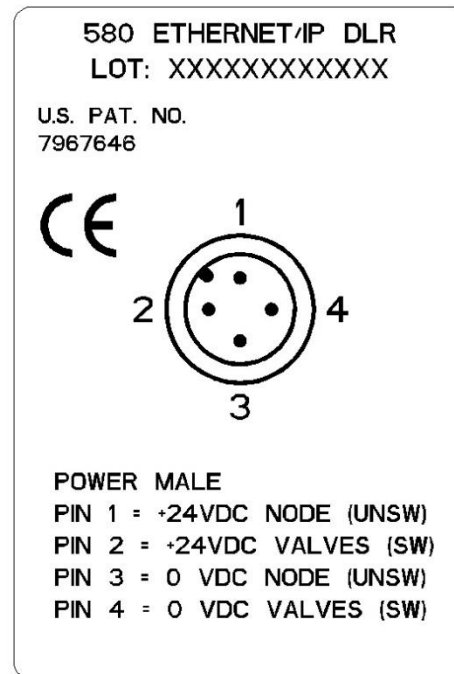 580 ETHERNET/IP DLR
LOT: XXXXXXXXXXXX
U.S. PAT. NO.
7967646
CE
1
2
4
3
POWER MALE
PIN 1 = +24VDC NODE (UNSW)
PIN 2 = +24VDC VALVES (SW)
PIN 3 = 0 VDC NODE (UNSW)
PIN 4 = 0 VDC VALVES (SW)